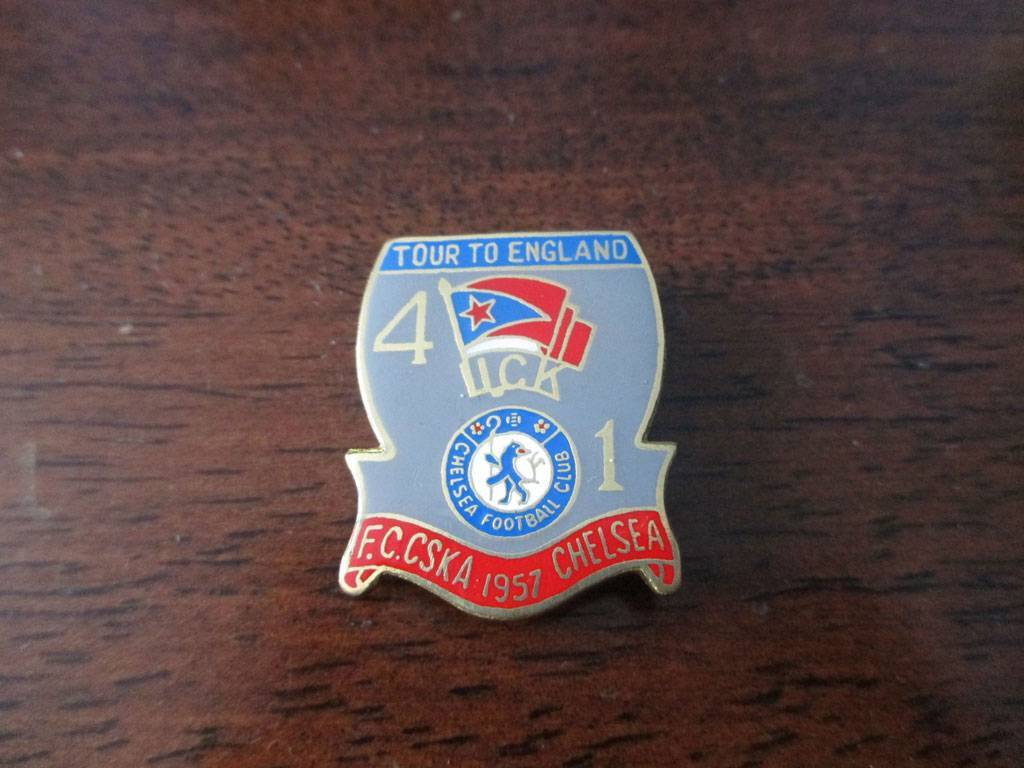 TOUR TO ENGLAND
4
ЦСК
CHELSEA FOOTBALL CLUB
1
F.C.CSKA·1957 CHELSEA